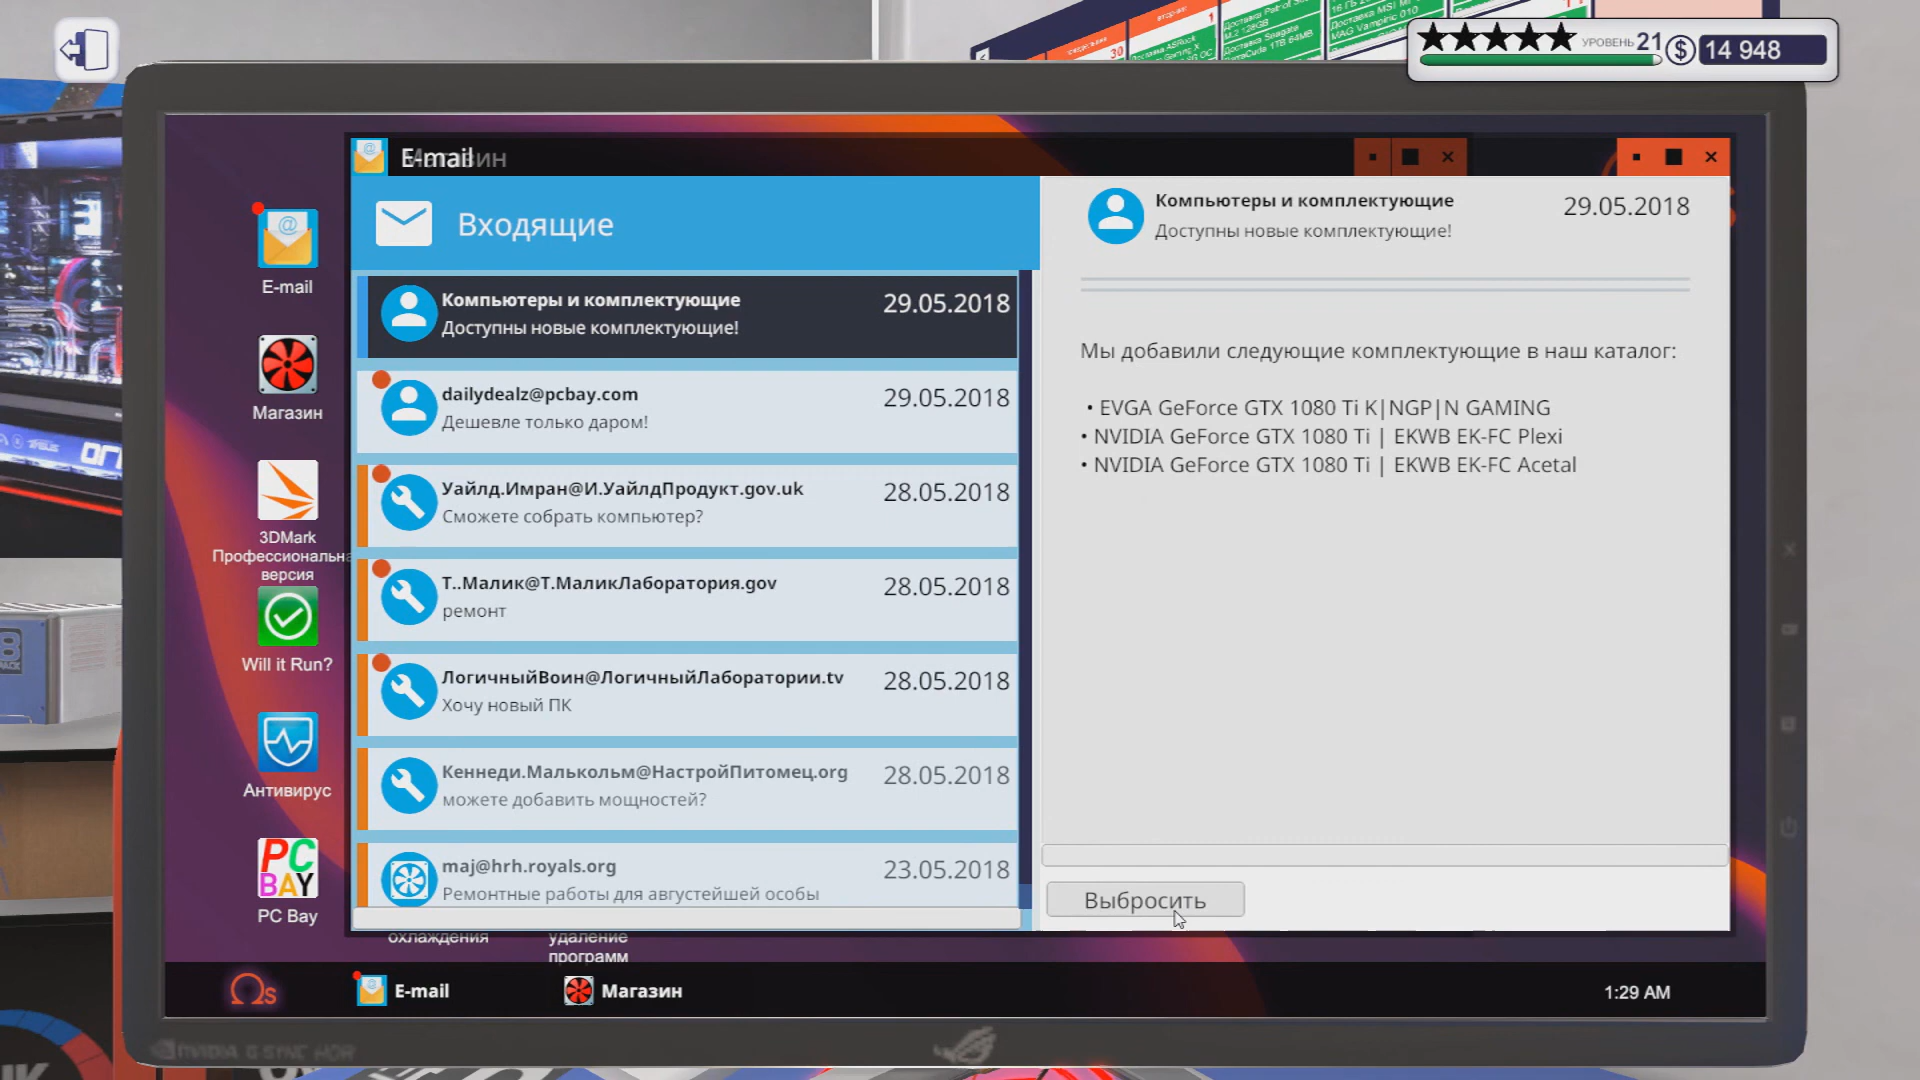 УРОВЕНЬ 21
14 948
E-mail
Входящие
Компьютеры и комплектующие
29.05.2018
Доступны новые комплектующие!
dailydealz@pcbay.com
29.05.2018
Дешевле только даром!
Уайлд.Имран@И.УайлдПродукт.gov.uk
28.05.2018
Сможете собрать компьютер?
Т..Малик@Т.МаликЛаборатория.gov
28.05.2018
ремонт
ЛогичныйВоин@ЛогичныйЛаборатории.tv
28.05.2018
Хочу новый ПК
Кеннеди.Малькольм@НастройПитомец.org
28.05.2018
можете добавить мощностей?
maj@hrh.royals.org
23.05.2018
Ремонтные работы для августейшей особы
Компьютеры и комплектующие
29.05.2018
Доступны новые комплектующие!
Мы добавили следующие комплектующие в наш каталог:
• EVGA GeForce GTX 1080 Ti K|NGP|N GAMING
• NVIDIA GeForce GTX 1080 Ti | EKWB EK-FC Plexi
• NVIDIA GeForce GTX 1080 Ti | EKWB EK-FC Acetal
Выбросить
E-mail
Магазин
3DMark
Профессиональна
версия
Will it Run?
Антивирус
PC
BAY
PC Bay
охлаждения
удаление
программ
E-mail
Магазин
1:29 AM
NVIDIA G-SYNC HDR